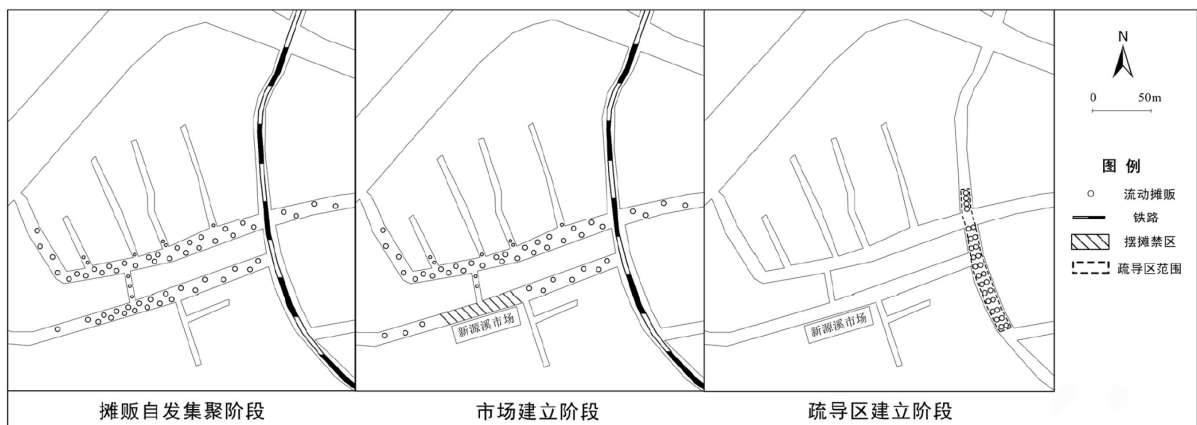 新源溪市场
新源溪市场
摊贩自发集聚阶段
市场建立阶段
疏导区建立阶段
N
0 50m
图 例
流动摊贩
铁路
摆摊禁区
疏导区范围